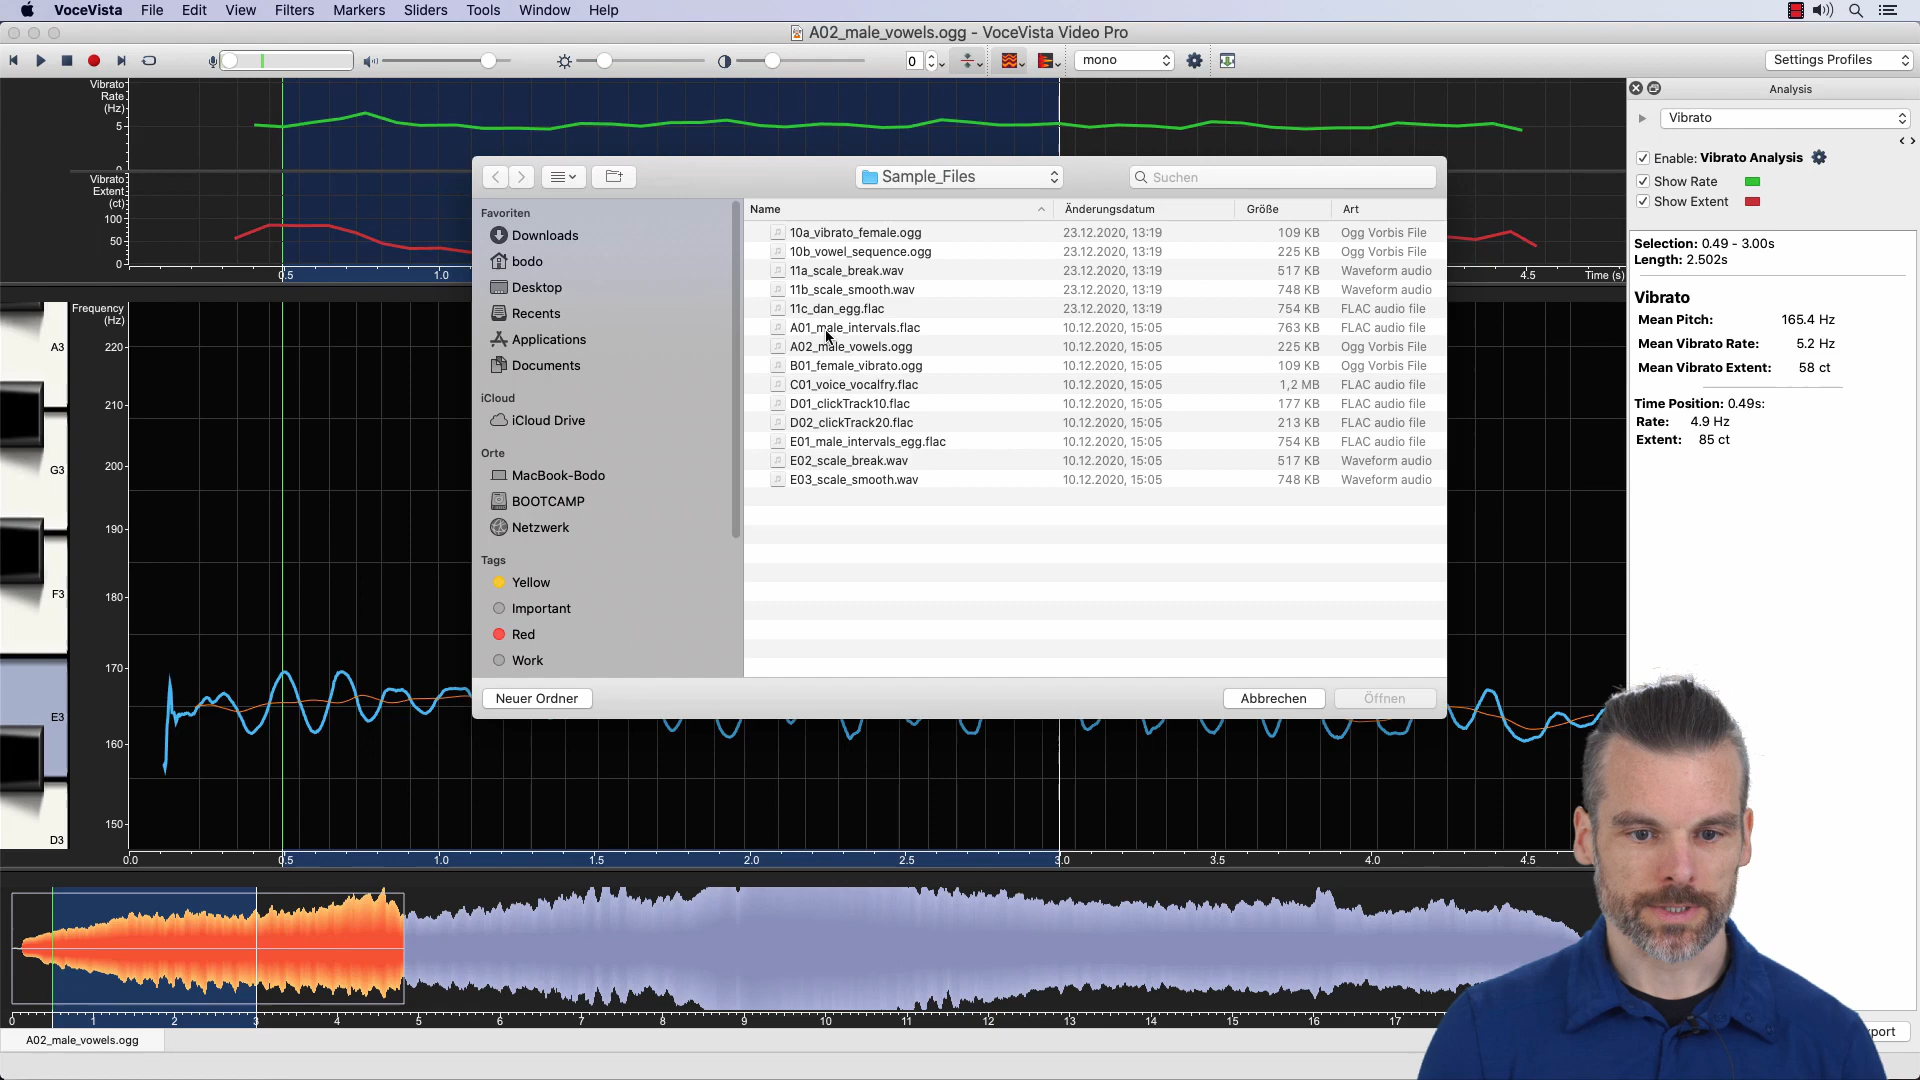 VoceVista File Edit View Filters Markers Sliders Tools Window Help
A02_male_vowels.ogg - VoceVista Video Pro
0 mono Settings Profiles
Vibrato
Rate
(Hz)
5
0
Vibrato
Extent
(ct)
100
50
0
0.5 1.0 4.5 Time (s)
Analysis
Vibrato
Enable: Vibrato Analysis
Show Rate
Show Extent
Selection: 0.49 - 3.00s
Length: 2.502s
Vibrato
Mean Pitch: 165.4 Hz
Mean Vibrato Rate: 5.2 Hz
Mean Vibrato Extent: 58 ct
Time Position: 0.49s:
Rate: 4.9 Hz
Extent: 85 ct
Sample_Files
Suchen
Favoriten
Downloads
bodo
Desktop
Recents
Applications
Documents
iCloud
iCloud Drive
Orte
MacBook-Bodo
BOOTCAMP
Netzwerk
Tags
Yellow
Important
Red
Work
Name Änderungsdatum Größe Art
10a_vibrato_female.ogg 23.12.2020, 13:19 109 KB Ogg Vorbis File
10b_vowel_sequence.ogg 23.12.2020, 13:19 225 KB Ogg Vorbis File
11a_scale_break.wav 23.12.2020, 13:19 517 KB Waveform audio
11b_scale_smooth.wav 23.12.2020, 13:19 748 KB Waveform audio
11c_dan_egg.flac 23.12.2020, 13:19 754 KB FLAC audio file
A01_male_intervals.flac 10.12.2020, 15:05 763 KB FLAC audio file
A02_male_vowels.ogg 10.12.2020, 15:05 225 KB Ogg Vorbis File
B01_female_vibrato.ogg 10.12.2020, 15:05 109 KB Ogg Vorbis File
C01_voice_vocalfry.flac 10.12.2020, 15:05 1,2 MB FLAC audio file
D01_clickTrack10.flac 10.12.2020, 15:05 177 KB FLAC audio file
D02_clickTrack20.flac 10.12.2020, 15:05 213 KB FLAC audio file
E01_male_intervals_egg.flac 10.12.2020, 15:05 754 KB FLAC audio file
E02_scale_break.wav 10.12.2020, 15:05 517 KB Waveform audio
E03_scale_smooth.wav 10.12.2020, 15:05 748 KB Waveform audio
Neuer Ordner Abbrechen Öffnen
Frequency
(Hz)
A3 220
210
G3 200
190
F3 180
170
E3 160
150
D3
0.0 0.5 1.0 1.5 2.0 2.5 3.0 3.5 4.0 4.5
0 1 2 3 4 5 6 7 8 9 10 11 12 13 14 15 16 17
A02_male_vowels.ogg
port